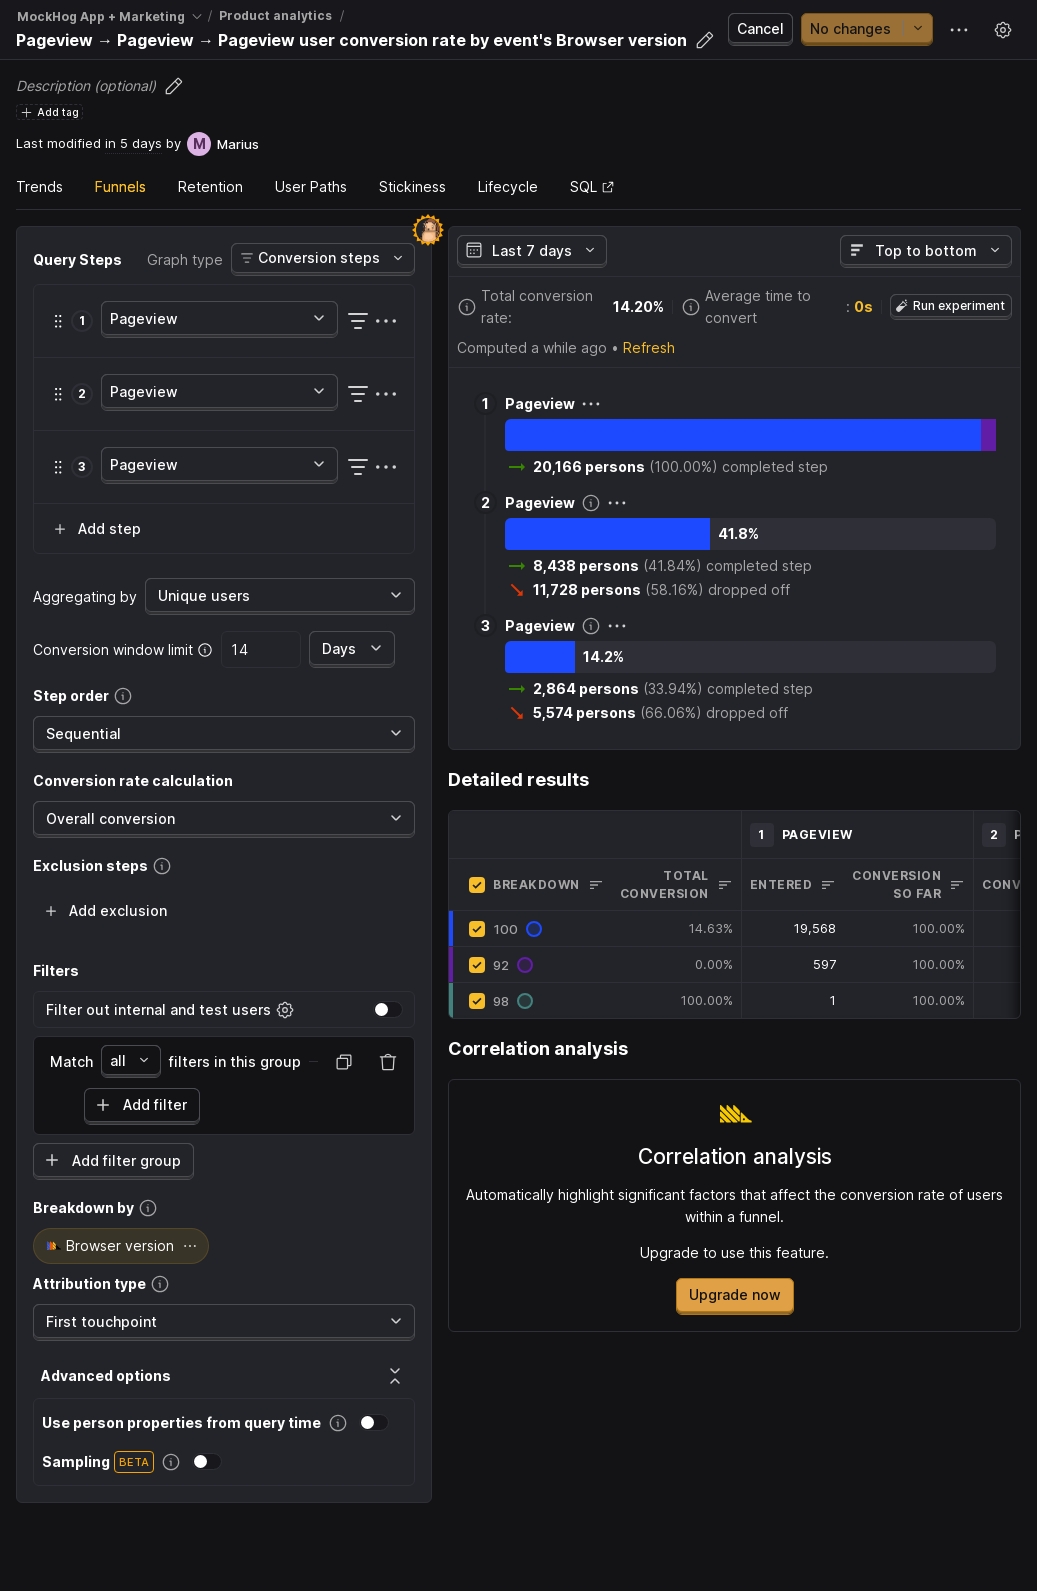 MockHog App + Marketing / Product analytics /
Pageview → Pageview → Pageview user conversion rate by event's Browser version
Cancel
No changes
Description (optional)
Add tag
Last modified in 5 days by M Marius
Trends Funnels Retention User Paths Stickiness Lifecycle SQL
Query Steps Graph type Conversion steps
1 Pageview
2 Pageview
3 Pageview
Add step
Aggregating by Unique users
Conversion window limit 14 Days
Step order
Sequential
Conversion rate calculation
Overall conversion
Exclusion steps
Add exclusion
Filters
Filter out internal and test users
Match all filters in this group
Add filter
Add filter group
Breakdown by
Browser version
Attribution type
First touchpoint
Advanced options
Use person properties from query time
Sampling BETA
Last 7 days Top to bottom
Total conversion
rate:
14.20%
Average time to
convert
: 0s
Run experiment
Computed a while ago • Refresh
1 Pageview
20,166 persons (100.00%) completed step
2 Pageview
41.8%
8,438 persons (41.84%) completed step
11,728 persons (58.16%) dropped off
3 Pageview
14.2%
2,864 persons (33.94%) completed step
5,574 persons (66.06%) dropped off
Detailed results
1 PAGEVIEW 2 P
BREAKDOWN
TOTAL
CONVERSION
ENTERED
CONVERSION
SO FAR
CONV
100 14.63% 19,568 100.00%
92 0.00% 597 100.00%
98 100.00% 1 100.00%
Correlation analysis
Correlation analysis
Automatically highlight significant factors that affect the conversion rate of users
within a funnel.
Upgrade to use this feature.
Upgrade now